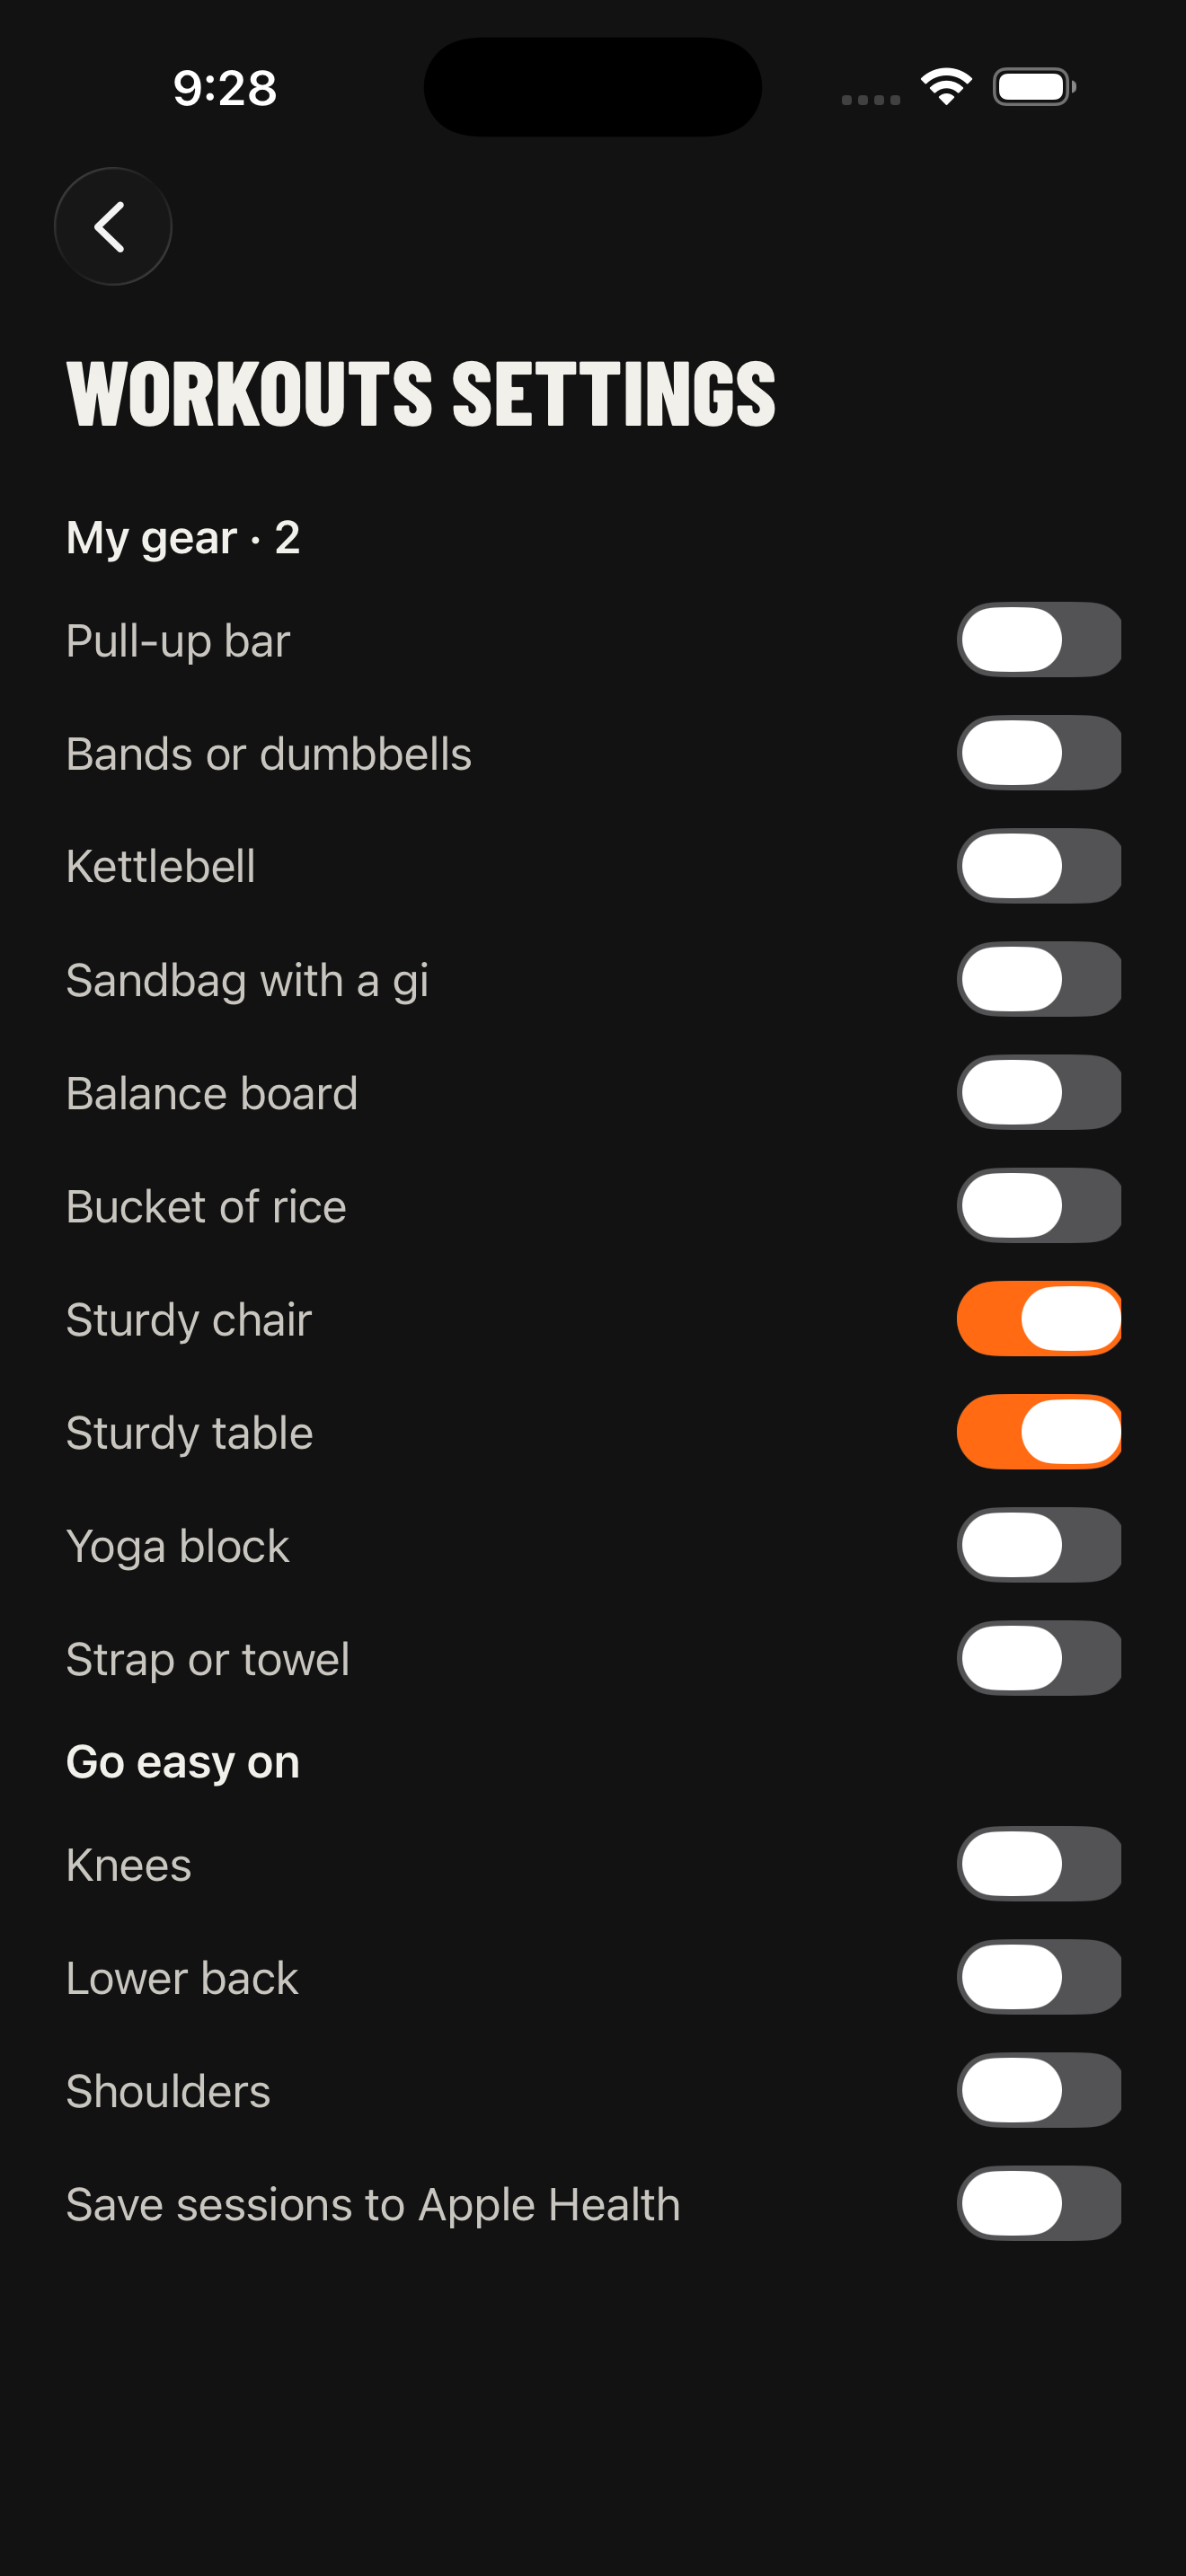 9:28
WORKOUTS SETTINGS
My gear · 2
Pull-up bar
Bands or dumbbells
Kettlebell
Sandbag with a gi
Balance board
Bucket of rice
Sturdy chair
Sturdy table
Yoga block
Strap or towel
Go easy on
Knees
Lower back
Shoulders
Save sessions to Apple Health